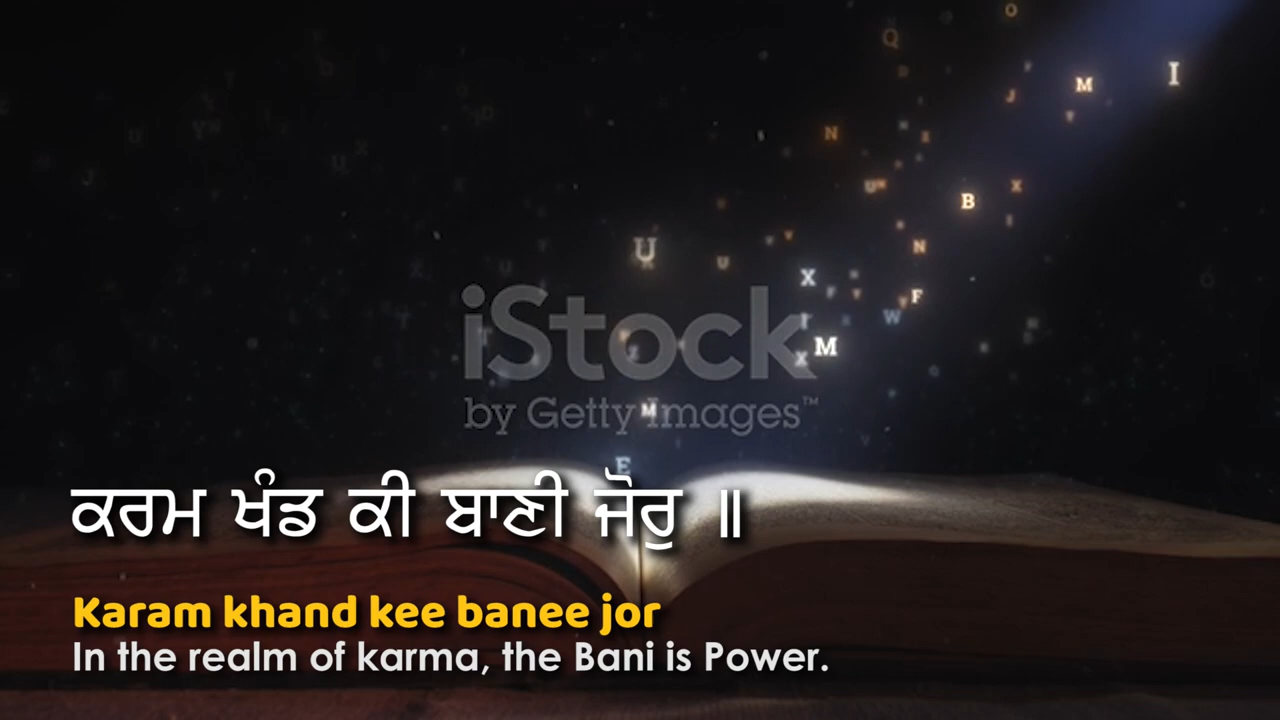 iStock
by Getty Images™
ਕਰਮ ਖੰਡ ਕੀ ਬਾਣੀ ਜੋਰੁ ॥
Karam khand kee banee jor
In the realm of karma, the Bani is Power.